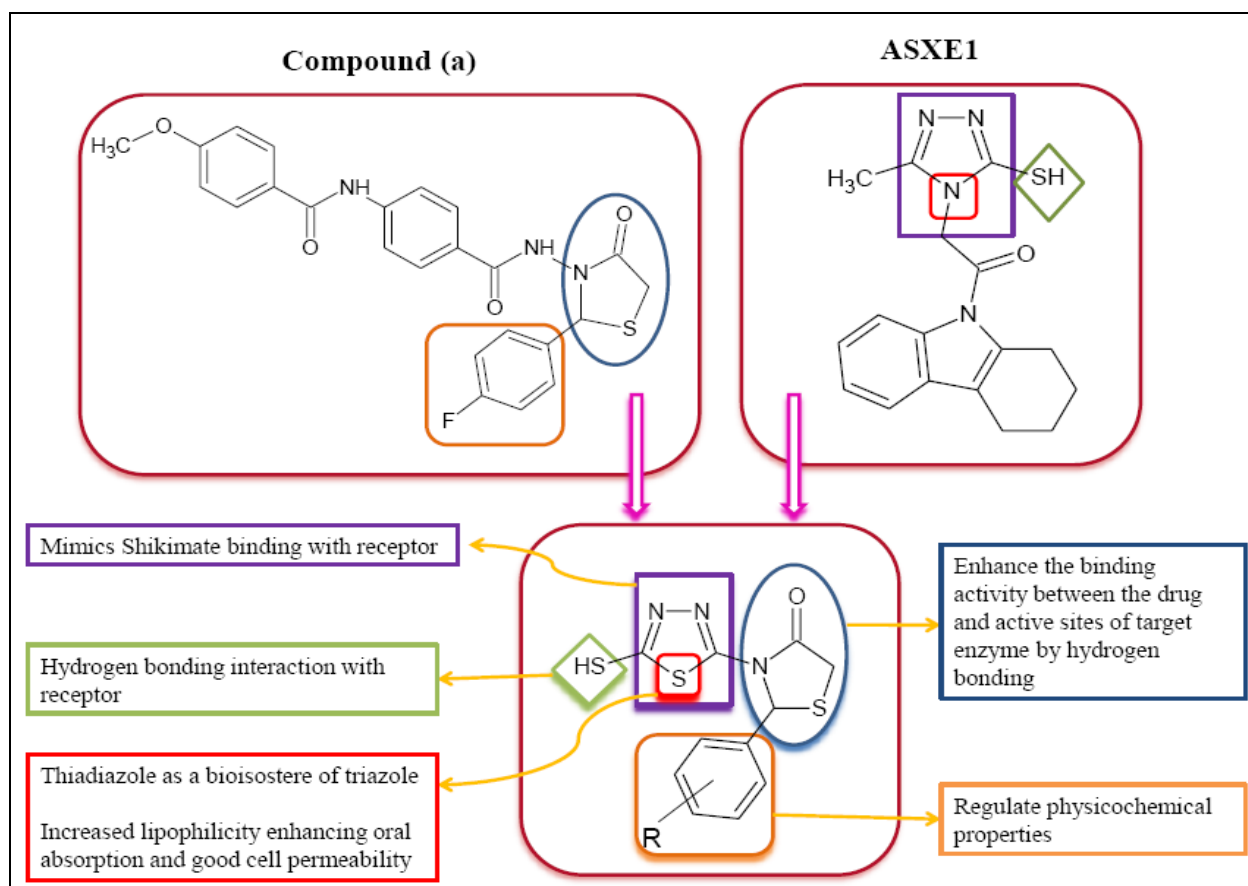 Compound (a)
ASXE1
H3C
O
O
NH
O
NH
N
O
S
F
N
N
H3C
N
SH
O
N
Mimics Shikimate binding with receptor
Hydrogen bonding interaction with
receptor
Thiadiazole as a bioisostere of triazole
Increased lipophilicity enhancing oral
absorption and good cell permeability
N
N
HS
S
N
O
S
R
Enhance the binding
activity between the drug
and active sites of target
enzyme by hydrogen
bonding
Regulate physicochemical
properties